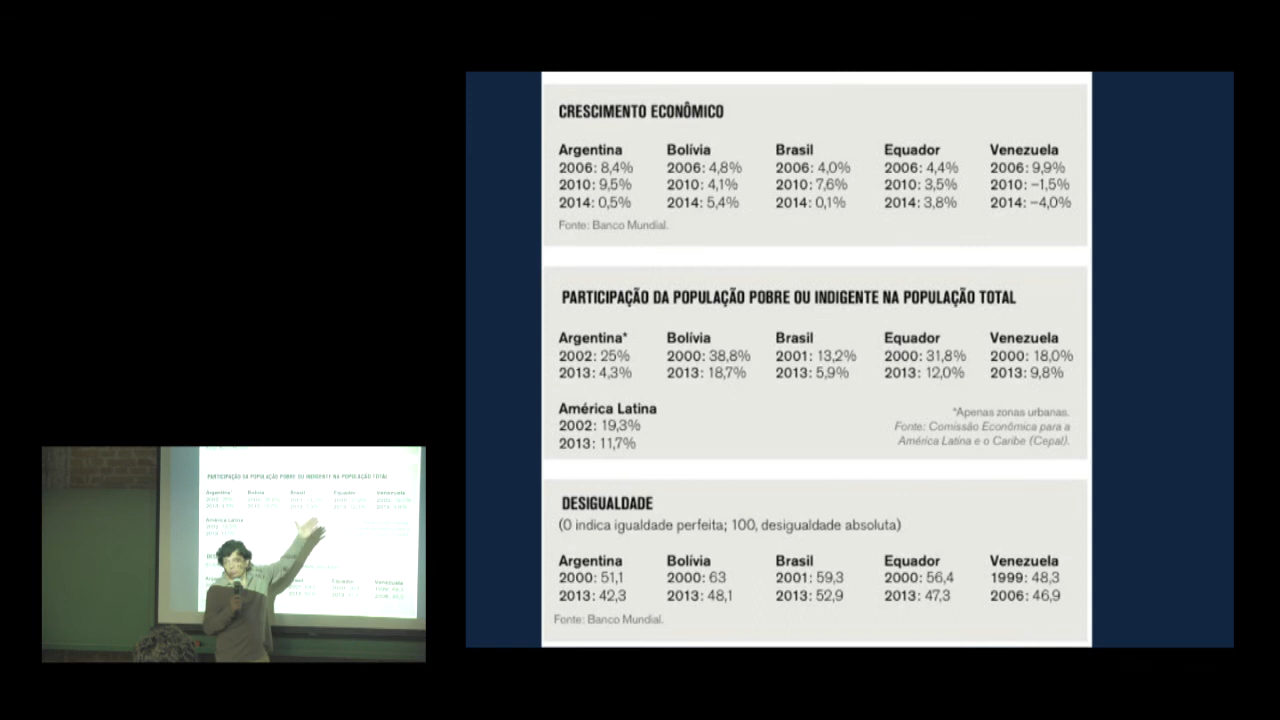 CRESCIMENTO ECONÔMICO
Argentina Bolívia Brasil Equador Venezuela
2006: 8,4% 2006: 4,8% 2006: 4,0% 2006: 4,4% 2006: 9,9%
2010: 9,5% 2010: 4,1% 2010: 7,6% 2010: 3,5% 2010: –1,5%
2014: 0,5% 2014: 5,4% 2014: 0,1% 2014: 3,8% 2014: –4,0%
Fonte: Banco Mundial.
PARTICIPAÇÃO DA POPULAÇÃO POBRE OU INDIGENTE NA POPULAÇÃO TOTAL
Argentina* Bolívia Brasil Equador Venezuela
2002: 25% 2000: 38,8% 2001: 13,2% 2000: 31,8% 2000: 18,0%
2013: 4,3% 2013: 18,7% 2013: 5,9% 2013: 12,0% 2013: 9,8%
América Latina
2002: 19,3%
2013: 11,7%
*Apenas zonas urbanas.
Fonte: Comissão Econômica para a
América Latina e o Caribe (Cepal).
DESIGUALDADE
(0 indica igualdade perfeita; 100, desigualdade absoluta)
Argentina Bolívia Brasil Equador Venezuela
2000: 51,1 2000: 63 2001: 59,3 2000: 56,4 1999: 48,3
2013: 42,3 2013: 48,1 2013: 52,9 2013: 47,3 2006: 46,9
Fonte: Banco Mundial.
PARTICIPAÇÃO DA POPULAÇÃO POBRE OU INDIGENTE NA POPULAÇÃO TOTAL
Argentina* Bolívia Brasil Equador Venezuela
América Latina